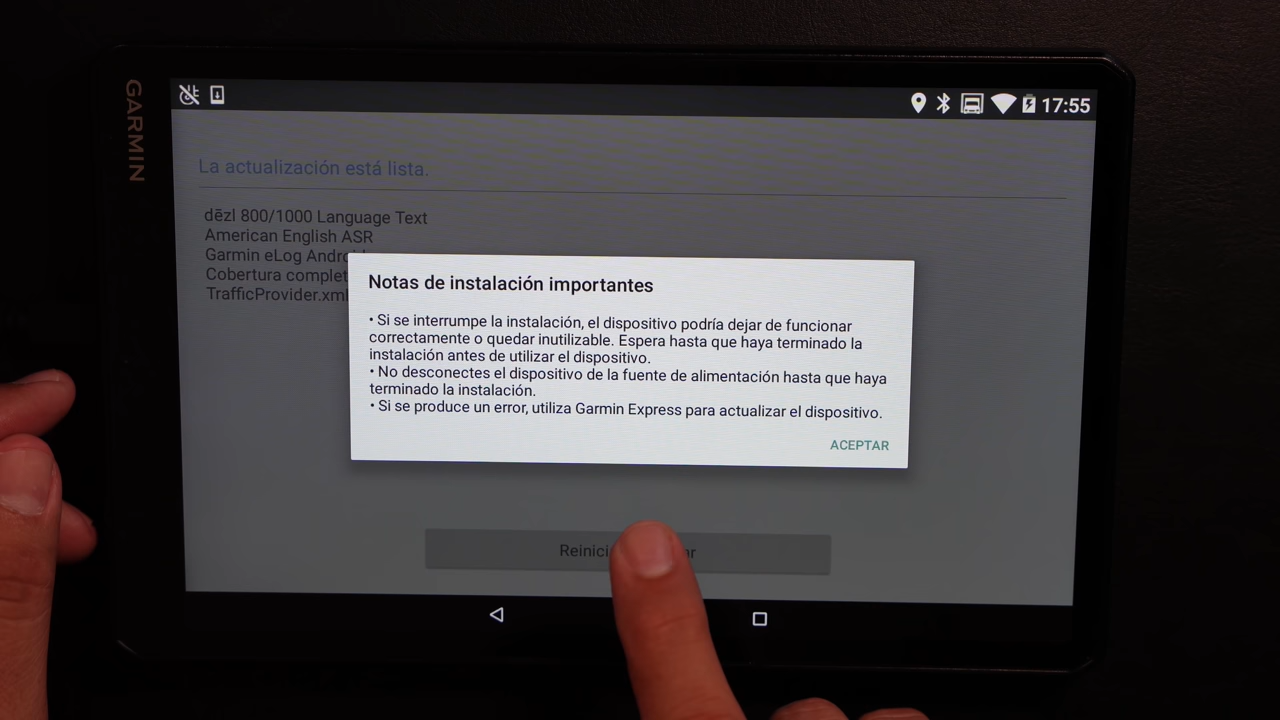 GARMIN
17:55
La actualización está lista.
dēzl 800/1000 Language Text
American English ASR
Garmin eLog
Cobertura
TrafficProvider.xml
Notas de instalación importantes
• Si se interrumpe la instalación, el dispositivo podría dejar de funcionar
correctamente o quedar inutilizable. Espera hasta que haya terminado la
instalación antes de utilizar el dispositivo.
• No desconectes el dispositivo de la fuente de alimentación hasta que haya
terminado la instalación.
• Si se produce un error, utiliza Garmin Express para actualizar el dispositivo.
ACEPTAR